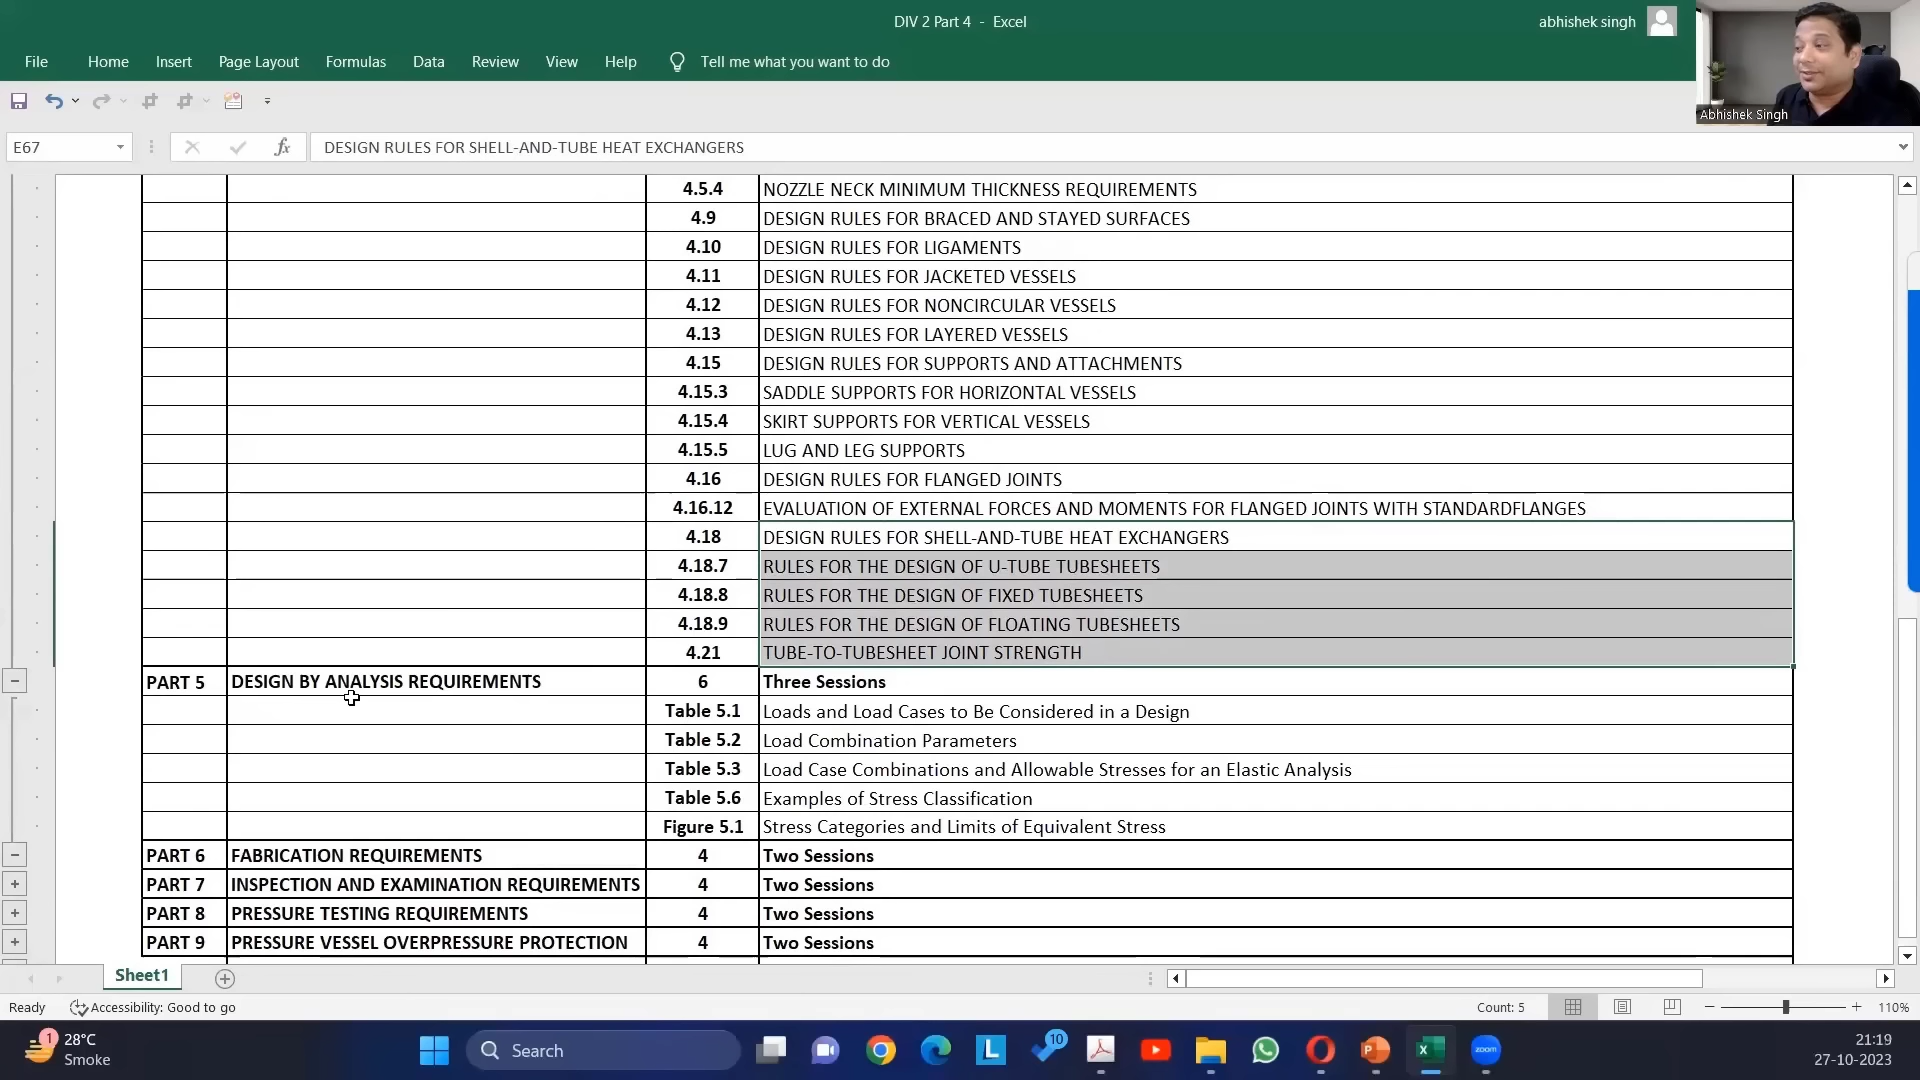 DIV 2 Part 4 - Excel
abhishek singh
File Home Insert Page Layout Formulas Data Review View Help Tell me what you want to do
Abhishek Singh
E67 fx DESIGN RULES FOR SHELL-AND-TUBE HEAT EXCHANGERS
4.5.4 NOZZLE NECK MINIMUM THICKNESS REQUIREMENTS
4.9 DESIGN RULES FOR BRACED AND STAYED SURFACES
4.10 DESIGN RULES FOR LIGAMENTS
4.11 DESIGN RULES FOR JACKETED VESSELS
4.12 DESIGN RULES FOR NONCIRCULAR VESSELS
4.13 DESIGN RULES FOR LAYERED VESSELS
4.15 DESIGN RULES FOR SUPPORTS AND ATTACHMENTS
4.15.3 SADDLE SUPPORTS FOR HORIZONTAL VESSELS
4.15.4 SKIRT SUPPORTS FOR VERTICAL VESSELS
4.15.5 LUG AND LEG SUPPORTS
4.16 DESIGN RULES FOR FLANGED JOINTS
4.16.12 EVALUATION OF EXTERNAL FORCES AND MOMENTS FOR FLANGED JOINTS WITH STANDARDFLANGES
4.18 DESIGN RULES FOR SHELL-AND-TUBE HEAT EXCHANGERS
4.18.7 RULES FOR THE DESIGN OF U-TUBE TUBESHEETS
4.18.8 RULES FOR THE DESIGN OF FIXED TUBESHEETS
4.18.9 RULES FOR THE DESIGN OF FLOATING TUBESHEETS
4.21 TUBE-TO-TUBESHEET JOINT STRENGTH
PART 5 DESIGN BY ANALYSIS REQUIREMENTS 6 Three Sessions
Table 5.1 Loads and Load Cases to Be Considered in a Design
Table 5.2 Load Combination Parameters
Table 5.3 Load Case Combinations and Allowable Stresses for an Elastic Analysis
Table 5.6 Examples of Stress Classification
Figure 5.1 Stress Categories and Limits of Equivalent Stress
PART 6 FABRICATION REQUIREMENTS 4 Two Sessions
PART 7 INSPECTION AND EXAMINATION REQUIREMENTS 4 Two Sessions
PART 8 PRESSURE TESTING REQUIREMENTS 4 Two Sessions
PART 9 PRESSURE VESSEL OVERPRESSURE PROTECTION 4 Two Sessions
Sheet1
Ready Accessibility: Good to go Count: 5 110%
1 28°C
Smoke
Search
L
10
zoom
21:19
27-10-2023